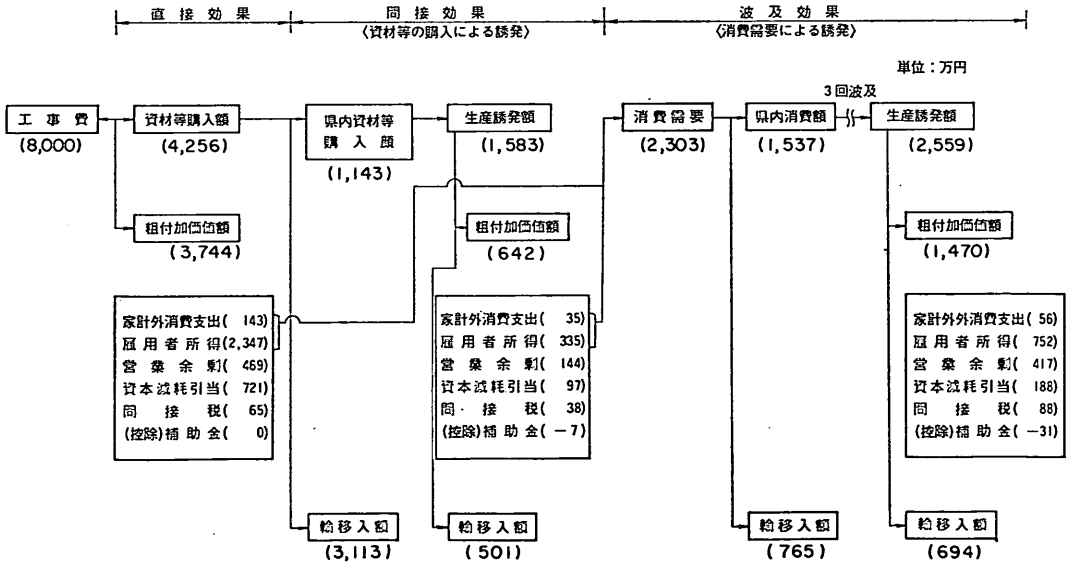 直接効果 間接効果 波及効果
〈資材等の購入による誘発〉 〈消費需要による誘発〉
単位：万円
3回波及
工事費 資材等購入額 県内資材等購入額 生産誘発額 消費需要 県内消費額 生産誘発額
(8,000) (4,256) (1,143) (1,583) (2,303) (1,537) (2,559)
粗付加価値額 粗付加価値額 粗付加価値額
(3,744) (642) (1,470)
家計外消費支出( 143)
雇用者所得(2,347)
営業余剰( 469)
資本減耗引当( 721)
間接税( 65)
(控除)補助金( 0)
家計外消費支出( 35)
雇用者所得( 335)
営業余剰( 144)
資本減耗引当( 97)
間・接税( 38)
(控除)補助金( −7)
家計外外消費支出( 56)
雇用者所得( 752)
営業余剰( 417)
資本減耗引当( 188)
間接税( 88)
(控除)補助金( −31)
輸移入額 輸移入額 輸移入額 輸移入額
(3,113) (501) (765) (694)